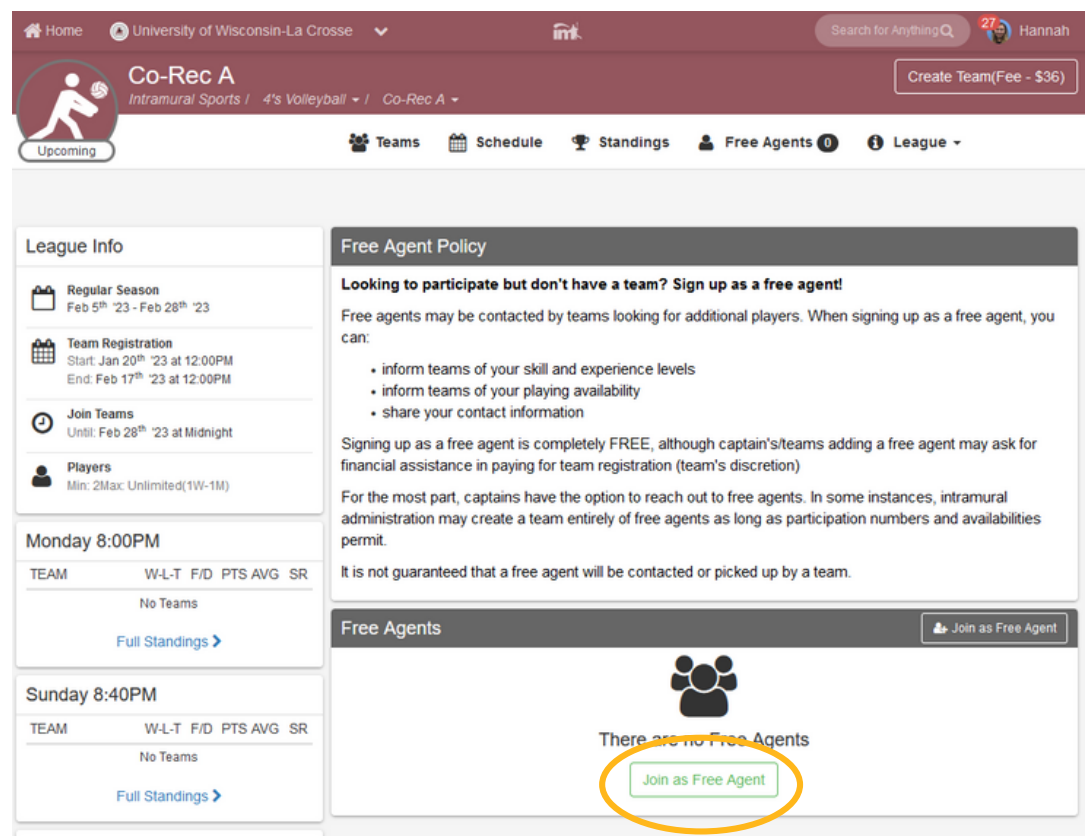 Home
University of Wisconsin-La Crosse
im.
Search for Anything
27
Hannah
Co-Rec A
Intramural Sports / 4's Volleyball / Co-Rec A
Create Team(Fee - $36)
Upcoming
Teams
Schedule
Standings
Free Agents 0
League
League Info
Regular Season
Feb 5th '23 - Feb 28th '23
Team Registration
Start: Jan 20th '23 at 12:00PM
End: Feb 17th '23 at 12:00PM
Join Teams
Until: Feb 28th '23 at Midnight
Players
Min: 2Max: Unlimited(1W-1M)
Monday 8:00PM
TEAM W-L-T F/D PTS AVG SR
No Teams
Full Standings
Sunday 8:40PM
TEAM W-L-T F/D PTS AVG SR
No Teams
Full Standings
Free Agent Policy
Looking to participate but don't have a team? Sign up as a free agent!
Free agents may be contacted by teams looking for additional players. When signing up as a free agent, you
can:
• inform teams of your skill and experience levels
• inform teams of your playing availability
• share your contact information
Signing up as a free agent is completely FREE, although captain's/teams adding a free agent may ask for
financial assistance in paying for team registration (team's discretion)
For the most part, captains have the option to reach out to free agents. In some instances, intramural
administration may create a team entirely of free agents as long as participation numbers and availabilities
permit.
It is not guaranteed that a free agent will be contacted or picked up by a team.
Free Agents
Join as Free Agent
There are no Free Agents
Join as Free Agent